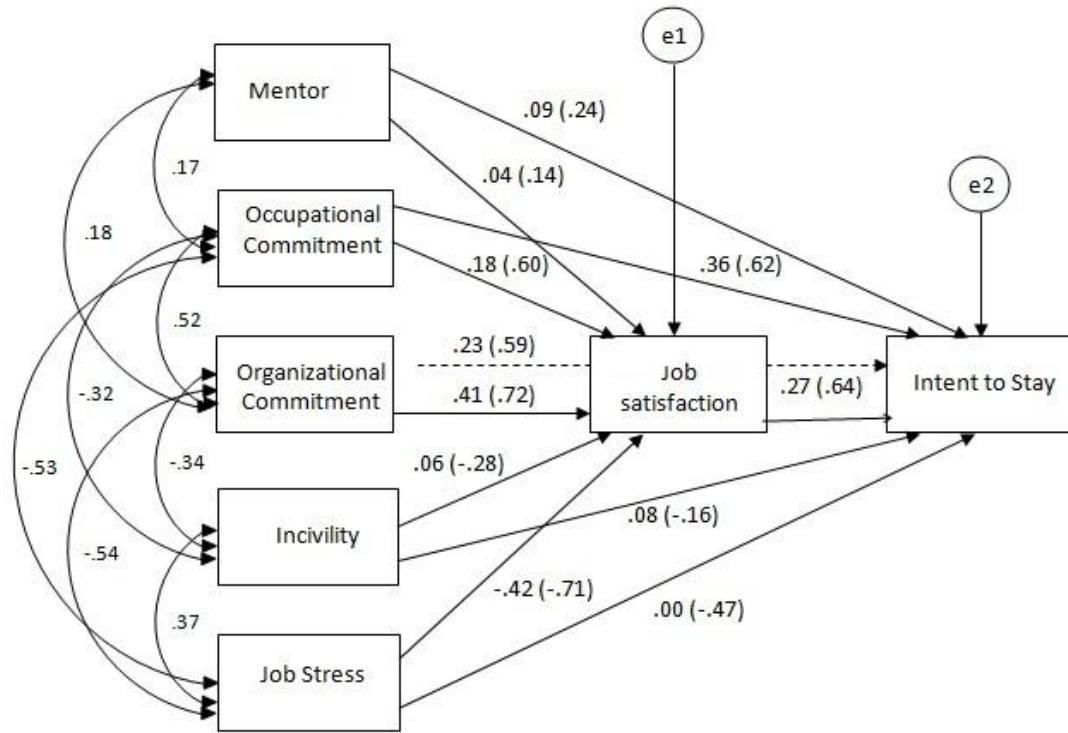 e1
Mentor
.09 (.24)
.17
.04 (.14)
e2
Occupational
Commitment
.18
.18 (.60)
.36 (.62)
.52
.23 (.59)
Organizational
Commitment
Job
satisfaction
Intent to Stay
.27 (.64)
-.32
.41 (.72)
-.34
.06 (-.28)
-.53
Incivility
.08 (-.16)
-.54
-.42 (-.71)
.00 (-.47)
.37
Job Stress